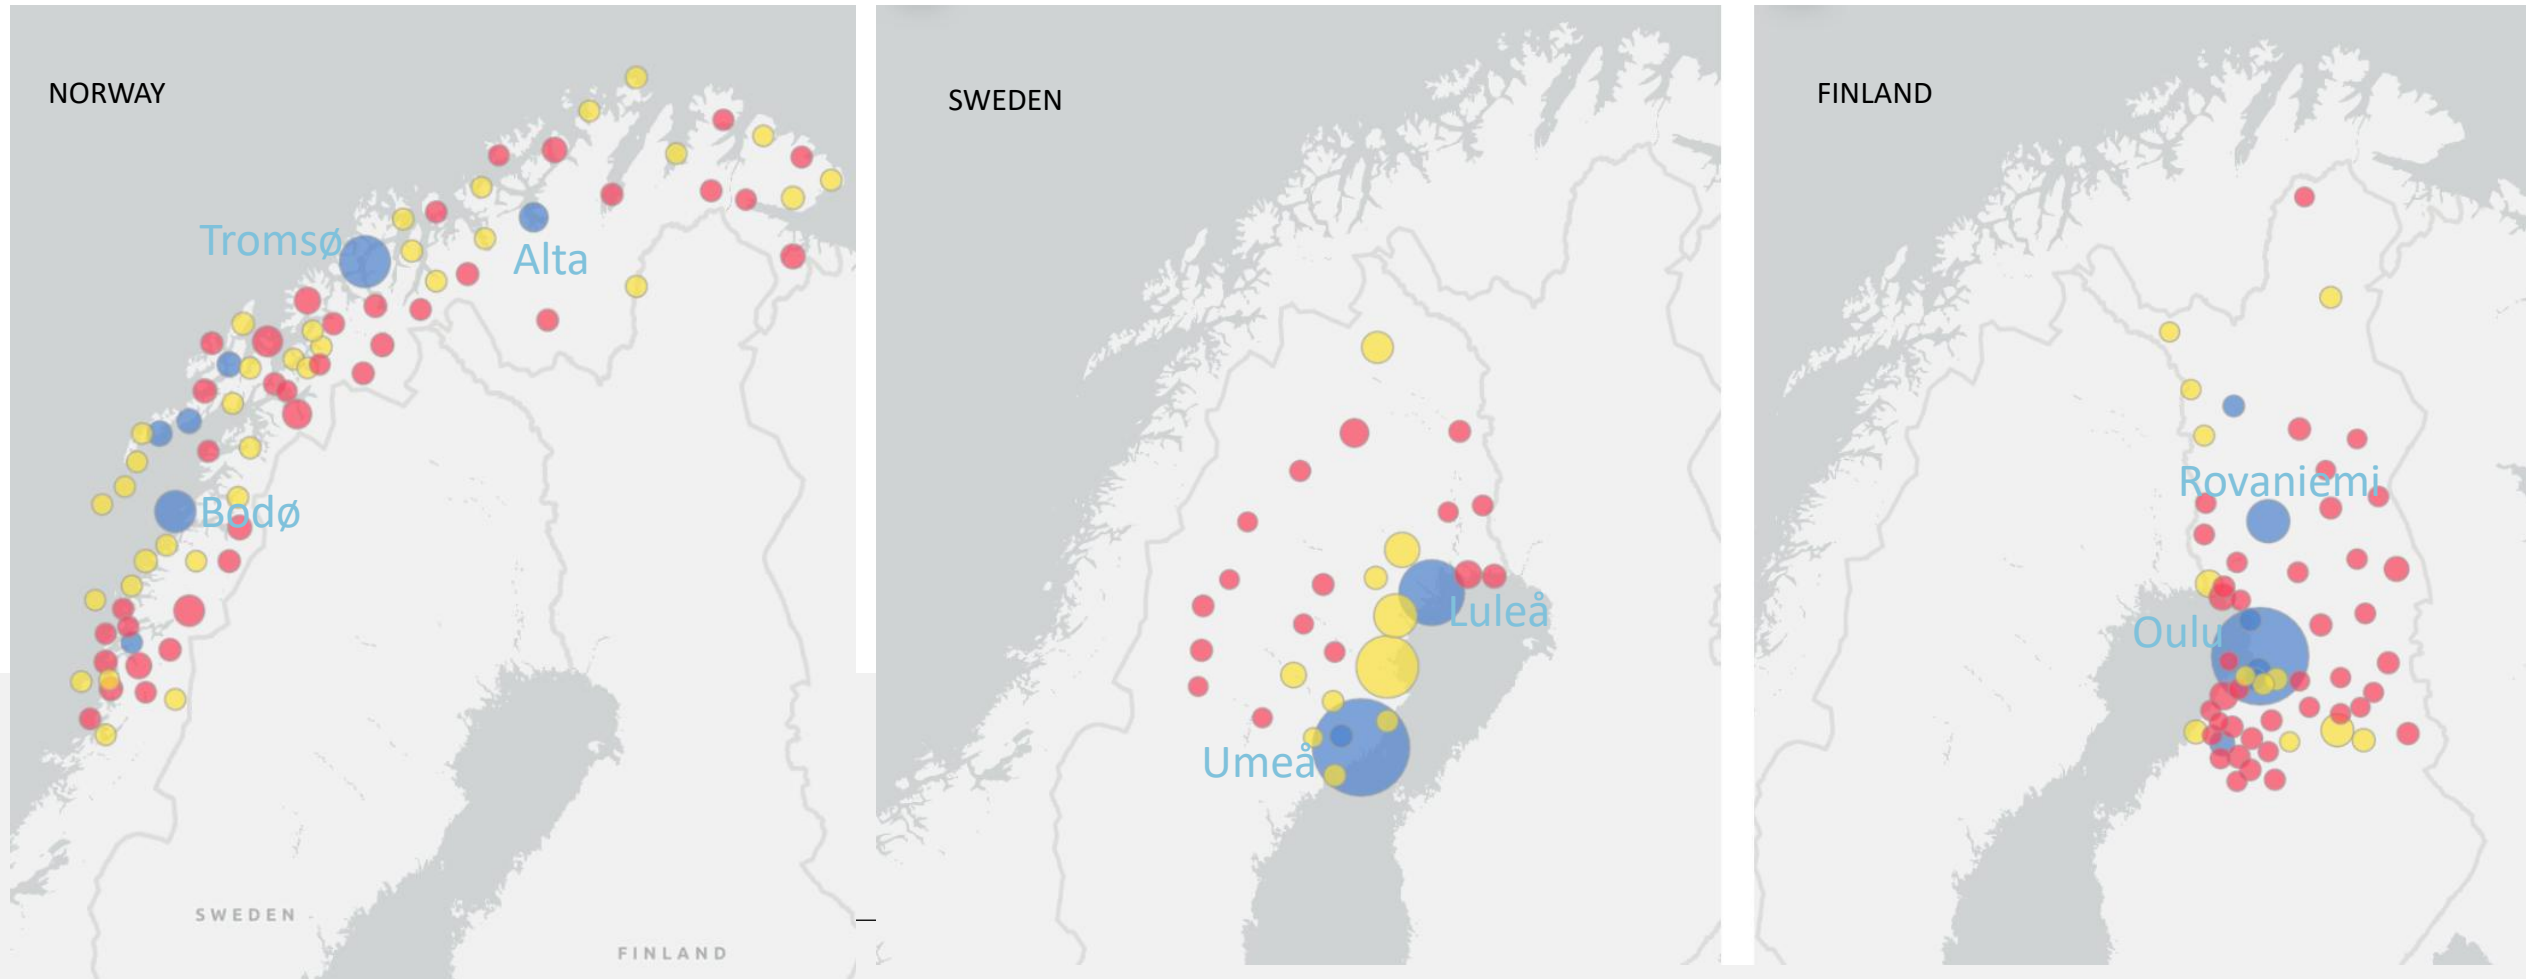 NORWAY
Tromsø
Alta
Bodø
SWEDEN
FINLAND
SWEDEN
Luleå
Umeå
FINLAND
Rovaniemi
Oulu